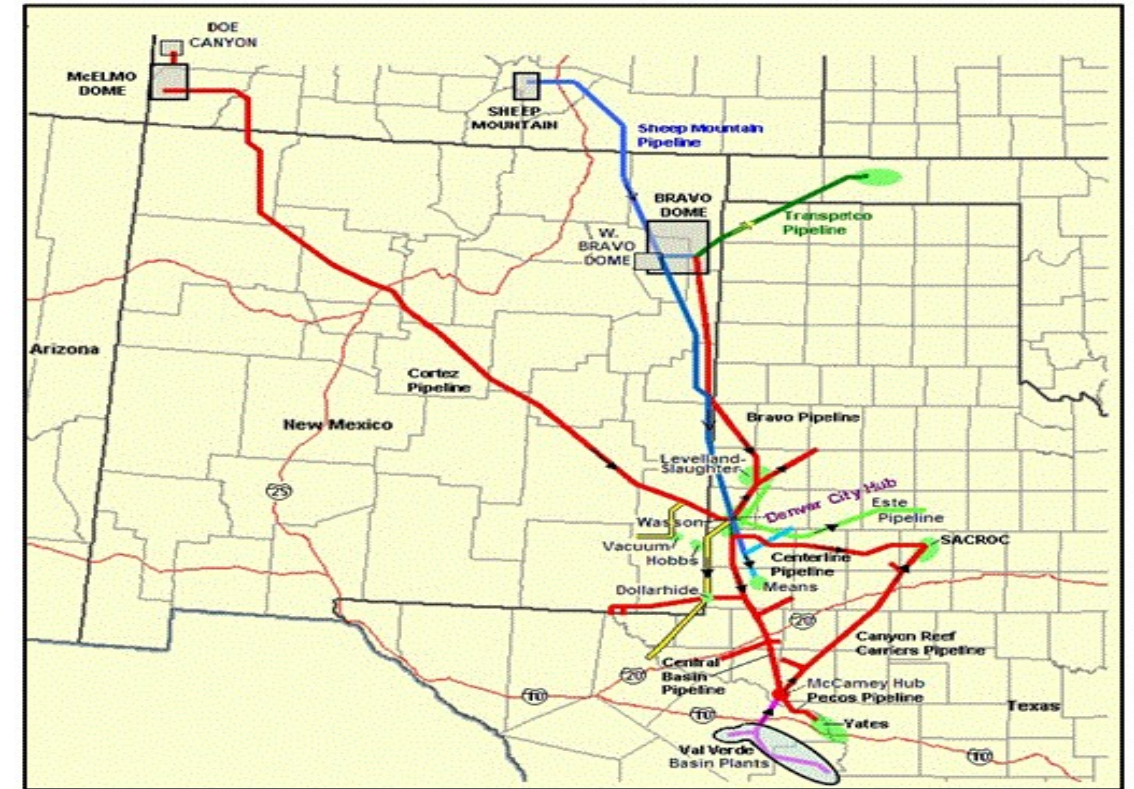 DOE
CANYON
McELMO
DOME
SHEEP
MOUNTAIN
Sheep Mountain
Pipeline
BRAVO
DOME
Transpetco
Pipeline
W.
BRAVO
DOME
Arizona
Cortez
Pipeline
New Mexico
Bravo Pipeline
Levelland-
Slaughter
25
Denver City Hub
Este
Pipeline
Wasson
SACROC
Vacuum
Hobbs
Centerline
Pipeline
Means
Dollarhide
20
Canyon Reef
Carriers Pipeline
Central
Basin
Pipeline
20
McCamey Hub
Pecos Pipeline
10
10
Texas
Yates
Val Verde
Basin Plants
10